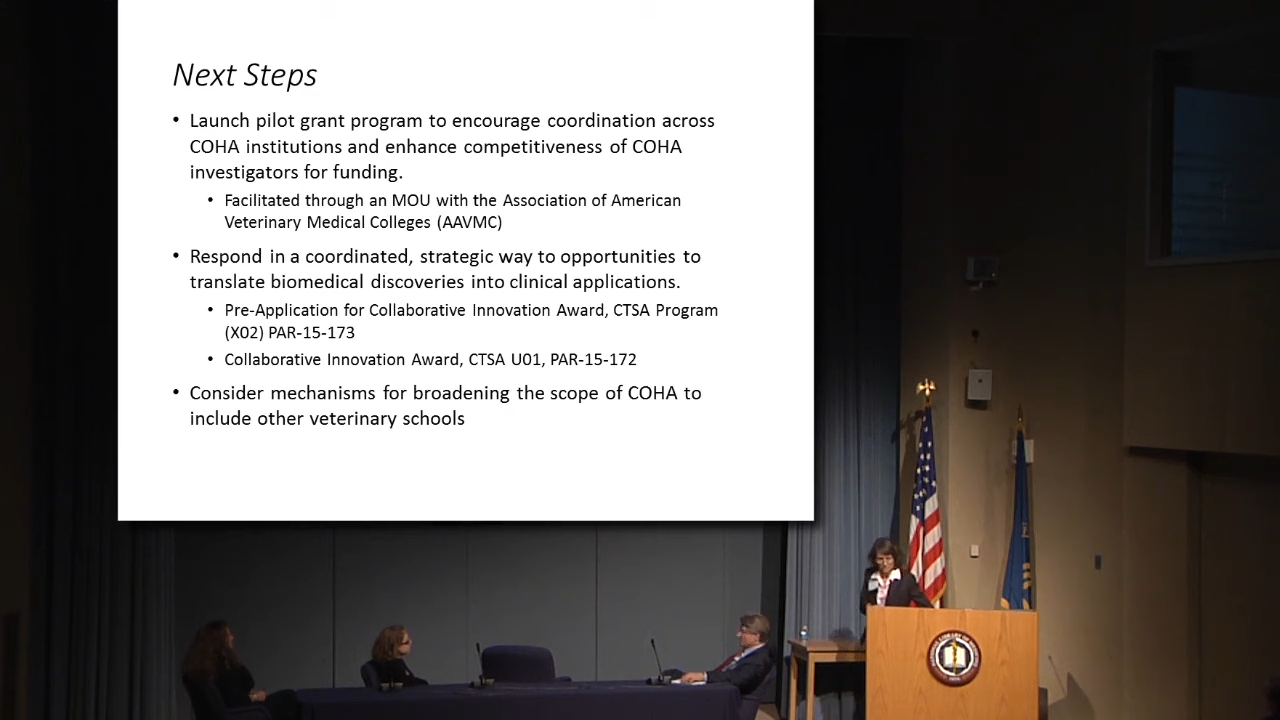 Next Steps
• Launch pilot grant program to encourage coordination across
COHA institutions and enhance competitiveness of COHA
investigators for funding.
• Facilitated through an MOU with the Association of American
Veterinary Medical Colleges (AAVMC)
• Respond in a coordinated, strategic way to opportunities to
translate biomedical discoveries into clinical applications.
• Pre-Application for Collaborative Innovation Award, CTSA Program
(X02) PAR-15-173
• Collaborative Innovation Award, CTSA U01, PAR-15-172
• Consider mechanisms for broadening the scope of COHA to
include other veterinary schools